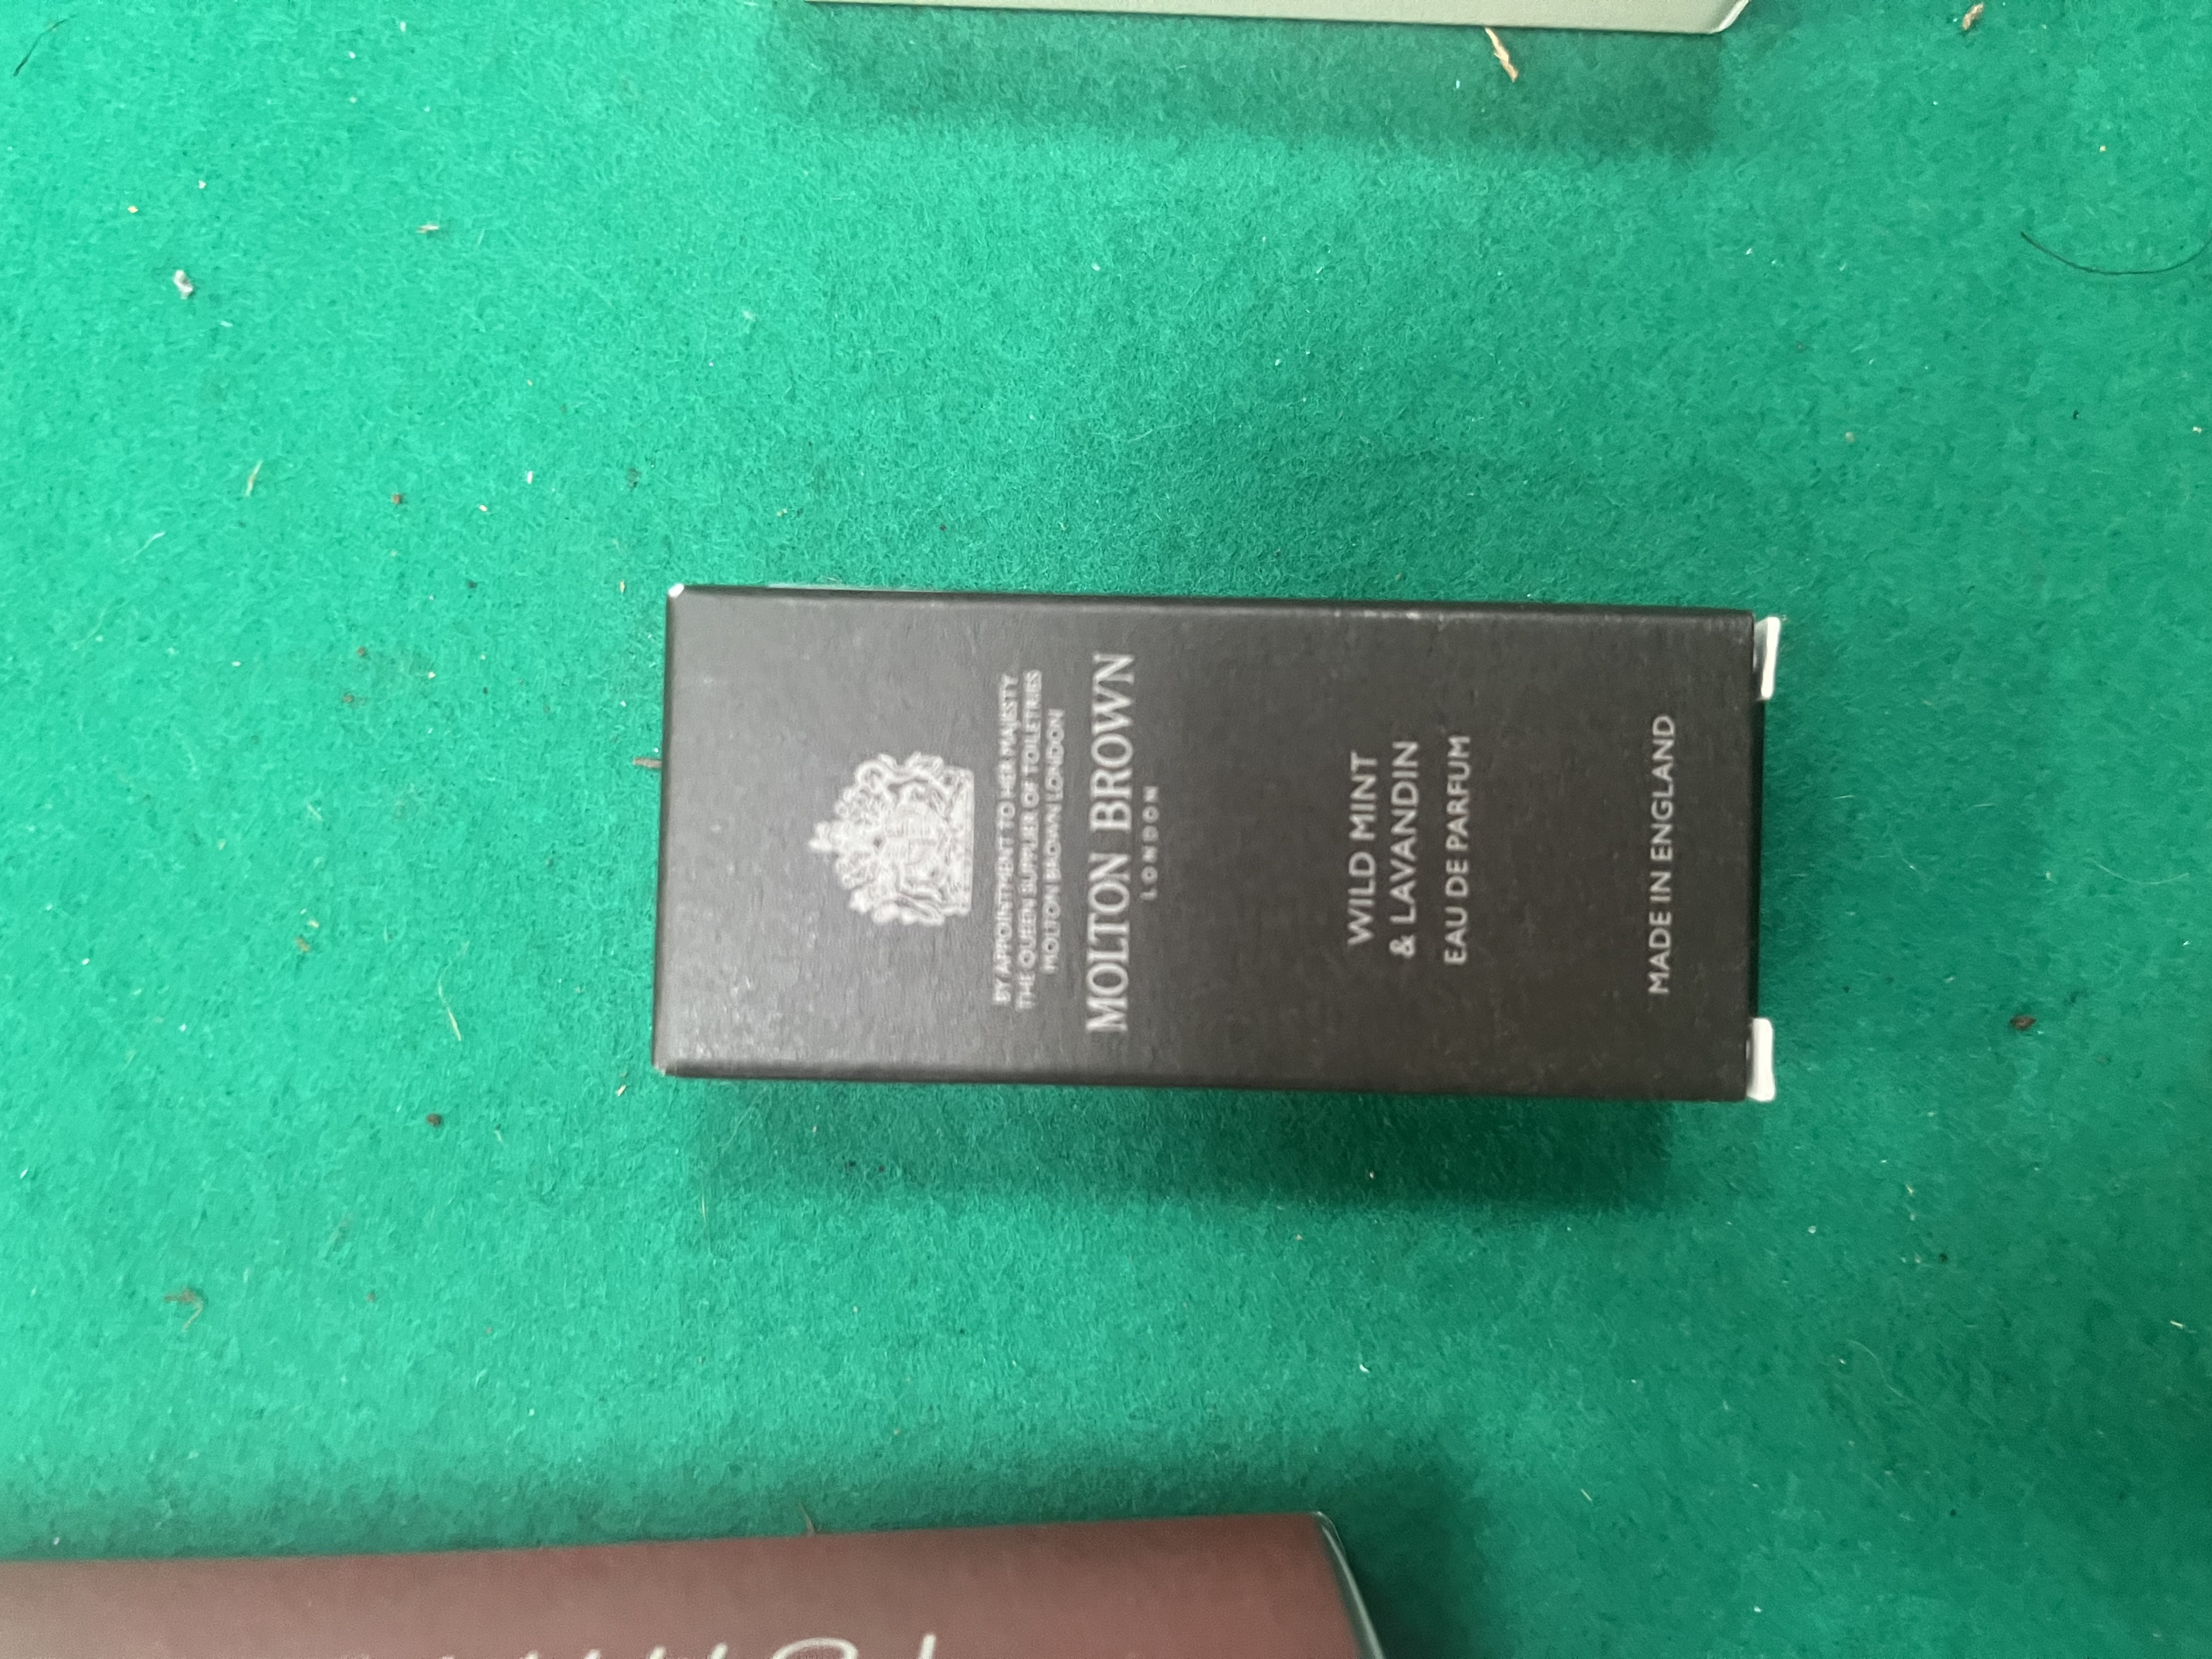 BY APPOINTMENT TO HER MAJESTY
THE QUEEN SUPPLIER OF TOILETRIES
MOLTON BROWN LONDON
MOLTON BROWN
LONDON
WILD MINT
& LAVANDIN
EAU DE PARFUM
MADE IN ENGLAND